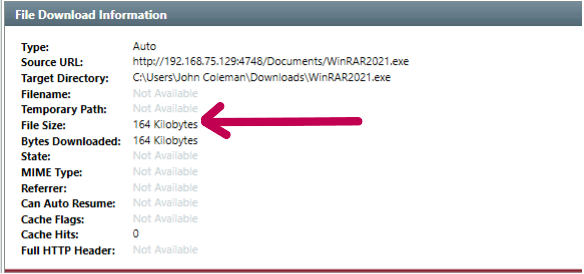 File Download Information
Type: Auto
Source URL: http://192.168.75.129:4748/Documents/WinRAR2021.exe
Target Directory: C:\Users\John Coleman\Downloads\WinRAR2021.exe
Filename: Not Available
Temporary Path: Not Available
File Size: 164 Kilobytes
Bytes Downloaded: 164 Kilobytes
State: Not Available
MIME Type: Not Available
Referrer: Not Available
Can Auto Resume: Not Available
Cache Flags: Not Available
Cache Hits: 0
Full HTTP Header: Not Available